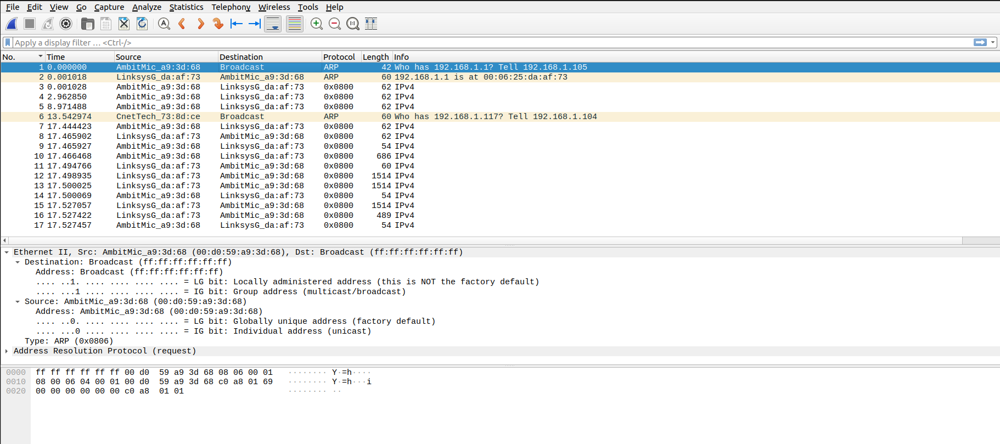 File Edit View Go Capture Analyze Statistics Telephony Wireless Tools Help
Apply a display filter … <Ctrl-/>
No. Time Source Destination Protocol Length Info
1 0.000000 AmbitMic_a9:3d:68 Broadcast ARP 42 Who has 192.168.1.1? Tell 192.168.1.105
2 0.001018 LinksysG_da:af:73 AmbitMic_a9:3d:68 ARP 60 192.168.1.1 is at 00:06:25:da:af:73
3 0.001028 AmbitMic_a9:3d:68 LinksysG_da:af:73 0x0800 62 IPv4
4 2.962850 AmbitMic_a9:3d:68 LinksysG_da:af:73 0x0800 62 IPv4
5 8.971488 AmbitMic_a9:3d:68 LinksysG_da:af:73 0x0800 62 IPv4
6 13.542974 CnetTech_73:8d:ce Broadcast ARP 60 Who has 192.168.1.117? Tell 192.168.1.104
7 17.444423 AmbitMic_a9:3d:68 LinksysG_da:af:73 0x0800 62 IPv4
8 17.465902 LinksysG_da:af:73 AmbitMic_a9:3d:68 0x0800 62 IPv4
9 17.465927 AmbitMic_a9:3d:68 LinksysG_da:af:73 0x0800 54 IPv4
10 17.466468 AmbitMic_a9:3d:68 LinksysG_da:af:73 0x0800 686 IPv4
11 17.494766 LinksysG_da:af:73 AmbitMic_a9:3d:68 0x0800 60 IPv4
12 17.498935 LinksysG_da:af:73 AmbitMic_a9:3d:68 0x0800 1514 IPv4
13 17.500025 LinksysG_da:af:73 AmbitMic_a9:3d:68 0x0800 1514 IPv4
14 17.500069 AmbitMic_a9:3d:68 LinksysG_da:af:73 0x0800 54 IPv4
15 17.527057 LinksysG_da:af:73 AmbitMic_a9:3d:68 0x0800 1514 IPv4
16 17.527422 LinksysG_da:af:73 AmbitMic_a9:3d:68 0x0800 489 IPv4
17 17.527457 AmbitMic_a9:3d:68 LinksysG_da:af:73 0x0800 54 IPv4
Ethernet II, Src: AmbitMic_a9:3d:68 (00:d0:59:a9:3d:68), Dst: Broadcast (ff:ff:ff:ff:ff:ff)
Destination: Broadcast (ff:ff:ff:ff:ff:ff)
Address: Broadcast (ff:ff:ff:ff:ff:ff)
.... ..1. .... .... .... .... = LG bit: Locally administered address (this is NOT the factory default)
.... ...1 .... .... .... .... = IG bit: Group address (multicast/broadcast)
Source: AmbitMic_a9:3d:68 (00:d0:59:a9:3d:68)
Address: AmbitMic_a9:3d:68 (00:d0:59:a9:3d:68)
.... ..0. .... .... .... .... = LG bit: Globally unique address (factory default)
.... ...0 .... .... .... .... = IG bit: Individual address (unicast)
Type: ARP (0x0806)
Address Resolution Protocol (request)
0000 ff ff ff ff ff ff 00 d0 59 a9 3d 68 08 06 00 01 ········ Y·=h····
0010 08 00 06 04 00 01 00 d0 59 a9 3d 68 c0 a8 01 69 ········ Y·=h···i
0020 00 00 00 00 00 00 c0 a8 01 01 ········ ··